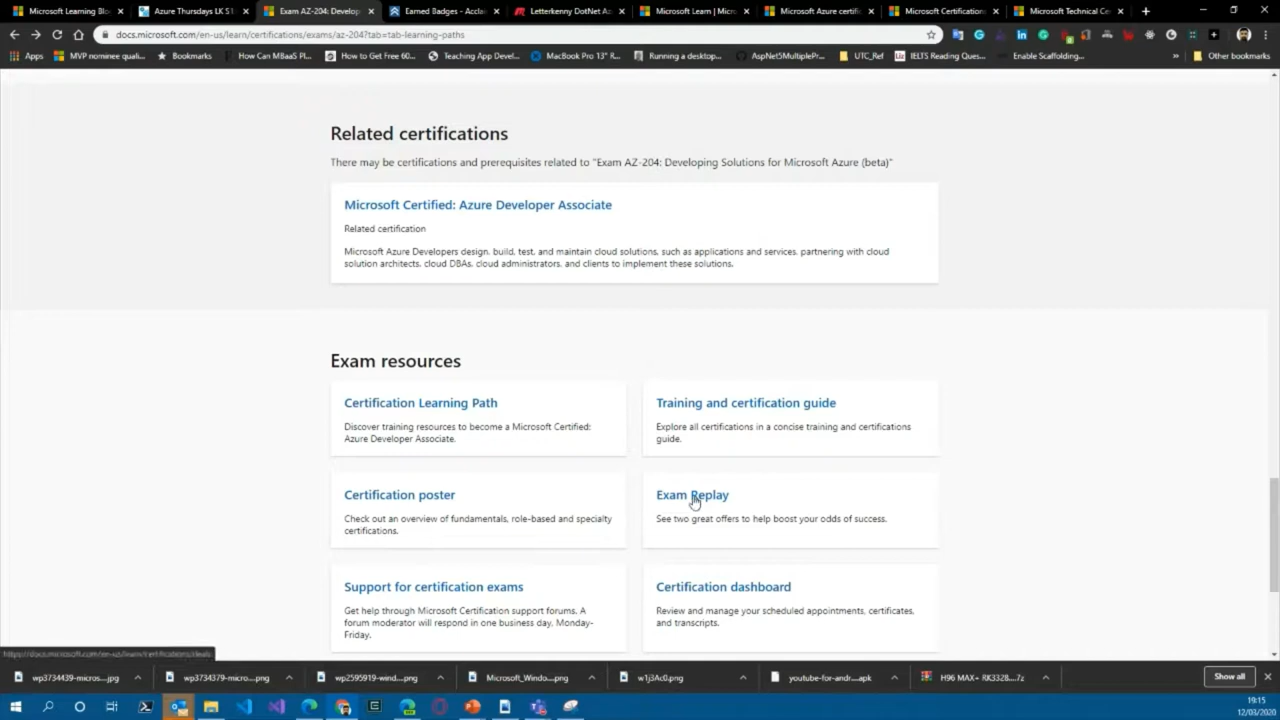 Microsoft Learning Blo
Azure Thursdays LK S1
Exam AZ-204: Develop
Earned Badges - Acclai
Letterkenny DotNet Az
Microsoft Learn | Micro
Microsoft Azure certifi
Microsoft Certification
Microsoft Technical Ce
docs.microsoft.com/en-us/learn/certifications/exams/az-204?tab=tab-learning-paths
Apps
MVP nominee quali...
Bookmarks
How Can MBaaS Pl...
How to Get Free 60...
Teaching App Devel...
MacBook Pro 13" R...
Running a desktop...
AspNet5MultiplePr...
UTC_Ref
IELTS Reading Ques...
Enable Scaffolding...
Other bookmarks
Related certifications
There may be certifications and prerequisites related to "Exam AZ-204: Developing Solutions for Microsoft Azure (beta)"
Microsoft Certified: Azure Developer Associate
Related certification
Microsoft Azure Developers design, build, test, and maintain cloud solutions, such as applications and services, partnering with cloud
solution architects, cloud DBAs, cloud administrators, and clients to implement these solutions.
Exam resources
Certification Learning Path
Discover training resources to become a Microsoft Certified:
Azure Developer Associate.
Training and certification guide
Explore all certifications in a concise training and certifications
guide.
Certification poster
Check out an overview of fundamentals, role-based and specialty
certifications.
Exam Replay
See two great offers to help boost your odds of success.
Support for certification exams
Get help through Microsoft Certification support forums. A
forum moderator will respond in one business day, Monday-
Friday.
Certification dashboard
Review and manage your scheduled appointments, certificates,
and transcripts.
https://docs.microsoft.com/en-us/learn/certifications/deals
wp3734439-micros....jpg
wp3734379-micro....png
wp2595919-wind....png
Microsoft_Windo....png
w1j3Ac0.png
youtube-for-andr....apk
H96 MAX+ RK3328....7z
Show all
19:15
12/03/2020